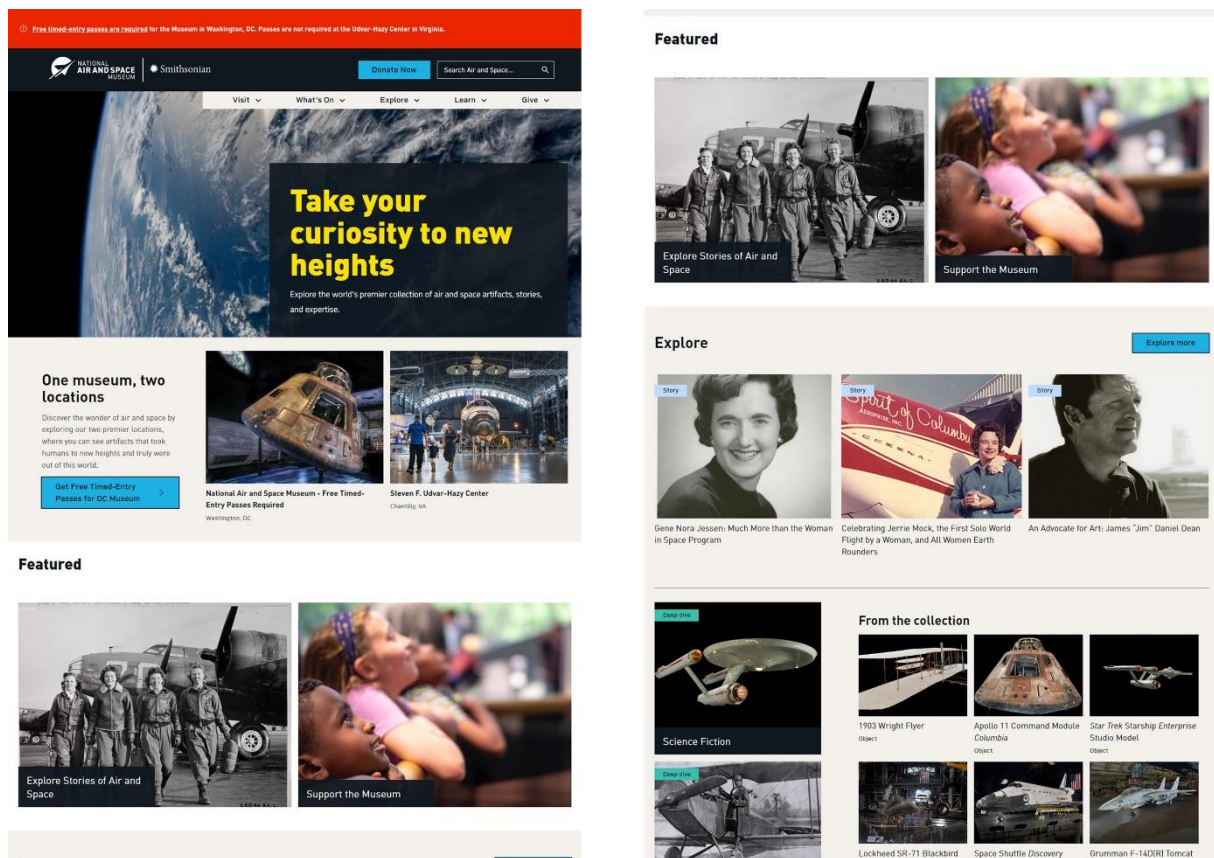 Free timed-entry passes are required for the Museum in Washington, DC. Passes are not required at the Udvar-Hazy Center in Virginia.
NATIONAL
AIR AND SPACE
MUSEUM
Smithsonian
Donate Now
Search Air and Space...
Visit
What's On
Explore
Learn
Give
Take your
curiosity to new
heights
Explore the world's premier collection of air and space artifacts, stories,
and expertise.
One museum, two
locations
Discover the wonder of air and space by
exploring our two premier locations,
where you can see artifacts that took
humans to new heights and truly were
out of this world.
Get Free Timed-Entry
Passes for DC Museum
National Air and Space Museum - Free Timed-
Entry Passes Required
Washington, DC
Steven F. Udvar-Hazy Center
Chantilly, VA
Featured
Explore Stories of Air and
Space
Support the Museum
Featured
Explore Stories of Air and
Space
Support the Museum
Explore
Explore more
Story
Gene Nora Jessen: Much More than the Woman
in Space Program
Story
Spirit of Columbu
AEROPRISE, INC.
CESSNA
Celebrating Jerrie Mock, the First Solo World
Flight by a Woman, and All Women Earth
Rounders
Story
An Advocate for Art: James "Jim" Daniel Dean
Deep dive
Science Fiction
Deep dive
From the collection
1903 Wright Flyer
Object
Apollo 11 Command Module
Columbia
Object
Star Trek Starship Enterprise
Studio Model
Object
Lockheed SR-71 Blackbird
Space Shuttle Discovery
Grumman F-14D(R) Tomcat